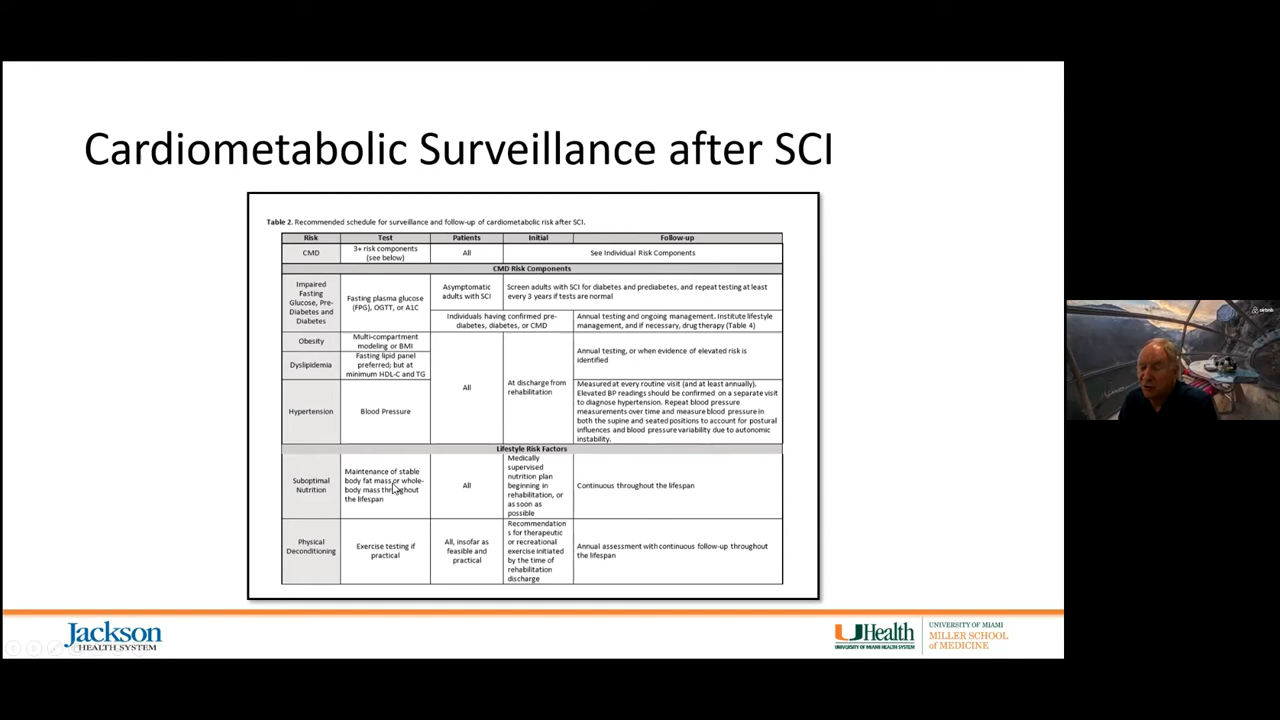 Cardiometabolic Surveillance after SCI
Table 2. Recommended schedule for surveillance and follow-up of cardiometabolic risk after SCI.
Risk
Test
Patients
Initial
Follow-up
CMD
3+ risk components
(see below)
All
See Individual Risk Components
CMD Risk Components
Impaired
Fasting
Glucose, Pre-
Diabetes and
Diabetes
Fasting plasma glucose
(FPG), OGTT, or A1C
Asymptomatic
adults with SCI
Screen adults with SCI for diabetes and prediabetes, and repeat testing at least
every 3 years if tests are normal
Individuals having confirmed pre-
diabetes, diabetes, or CMD
Annual testing and ongoing management. Institute lifestyle
management, and if necessary, drug therapy (Table 4)
Obesity
Multi-compartment
modeling or BMI
Dyslipidemia
Fasting lipid panel
preferred; but at
minimum HDL-C and TG
All
At discharge from
rehabilitation
Annual testing, or when evidence of elevated risk is
identified
Hypertension
Blood Pressure
Measured at every routine visit (and at least annually).
Elevated BP readings should be confirmed on a separate visit
to diagnose hypertension. Repeat blood pressure
measurements over time and measure blood pressure in
both the supine and seated positions to account for postural
influences and blood pressure variability due to autonomic
instability.
Lifestyle Risk Factors
Suboptimal
Nutrition
Maintenance of stable
body fat mass or whole-
body mass throughout
the lifespan
All
Medically
supervised
nutrition plan
beginning in
rehabilitation, or
as soon as
possible
Continuous throughout the lifespan
Physical
Deconditioning
Exercise testing if
practical
All, insofar as
feasible and
practical
Recommendation
s for therapeutic
or recreational
exercise initiated
by the time of
rehabilitation
discharge
Annual assessment with continuous follow-up throughout
the lifespan
Jackson
HEALTH SYSTEM
UHealth
UNIVERSITY OF MIAMI HEALTH SYSTEM
UNIVERSITY OF MIAMI
MILLER SCHOOL
of MEDICINE
airbnb